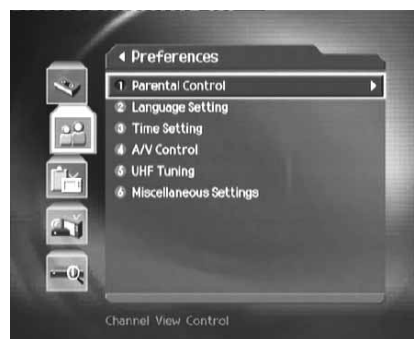 Preferences
1 Parental Control
2 Language Setting
3 Time Setting
4 A/V Control
5 UHF Tuning
6 Miscellaneous Settings
Channel View Control